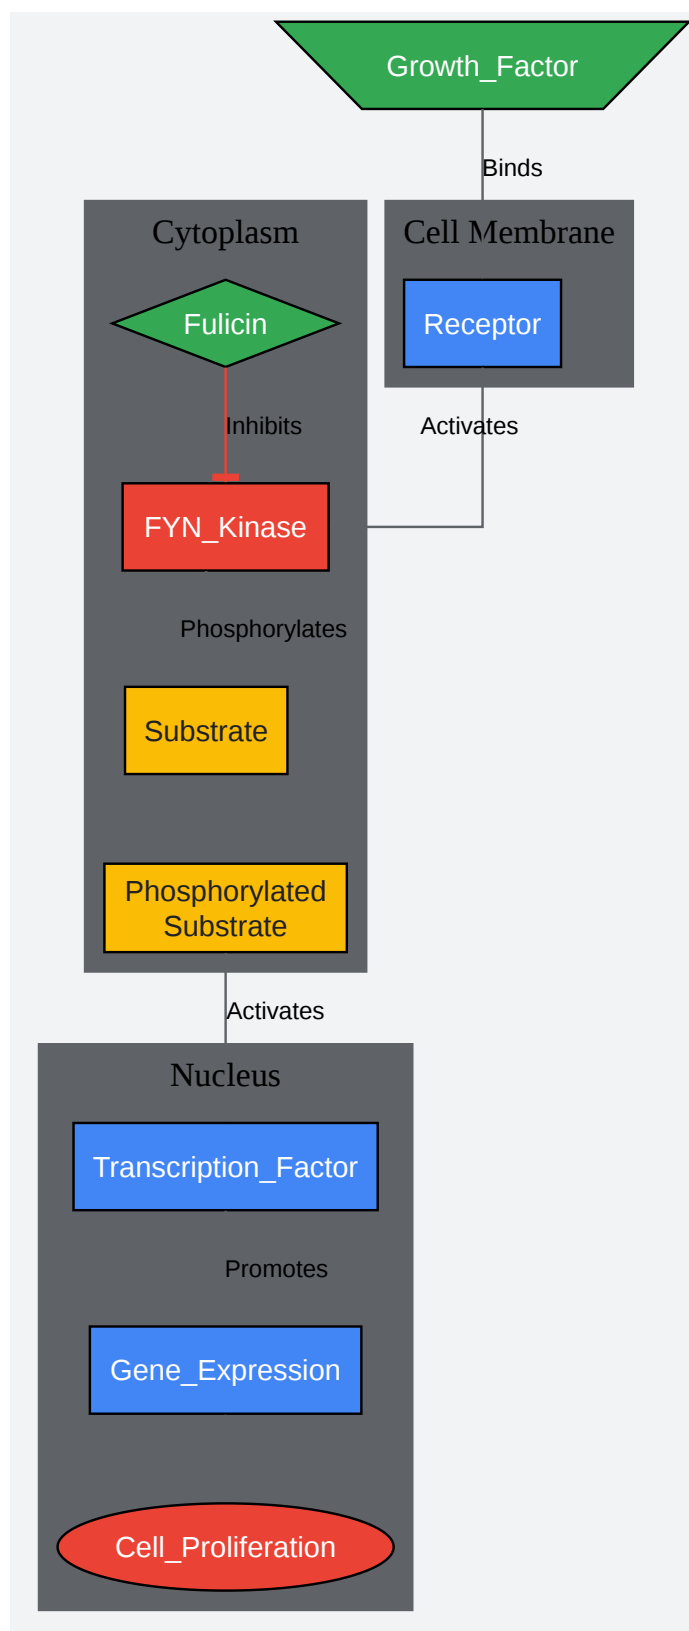 Growth_Factor
Binds
Cytoplasm
Cell Membrane
Fulicin
Receptor
Inhibits
Activates
FYN_Kinase
Phosphorylates
Substrate
Phosphorylated
Substrate
Activates
Nucleus
Transcription_Factor
Promotes
Gene_Expression
Cell_Proliferation